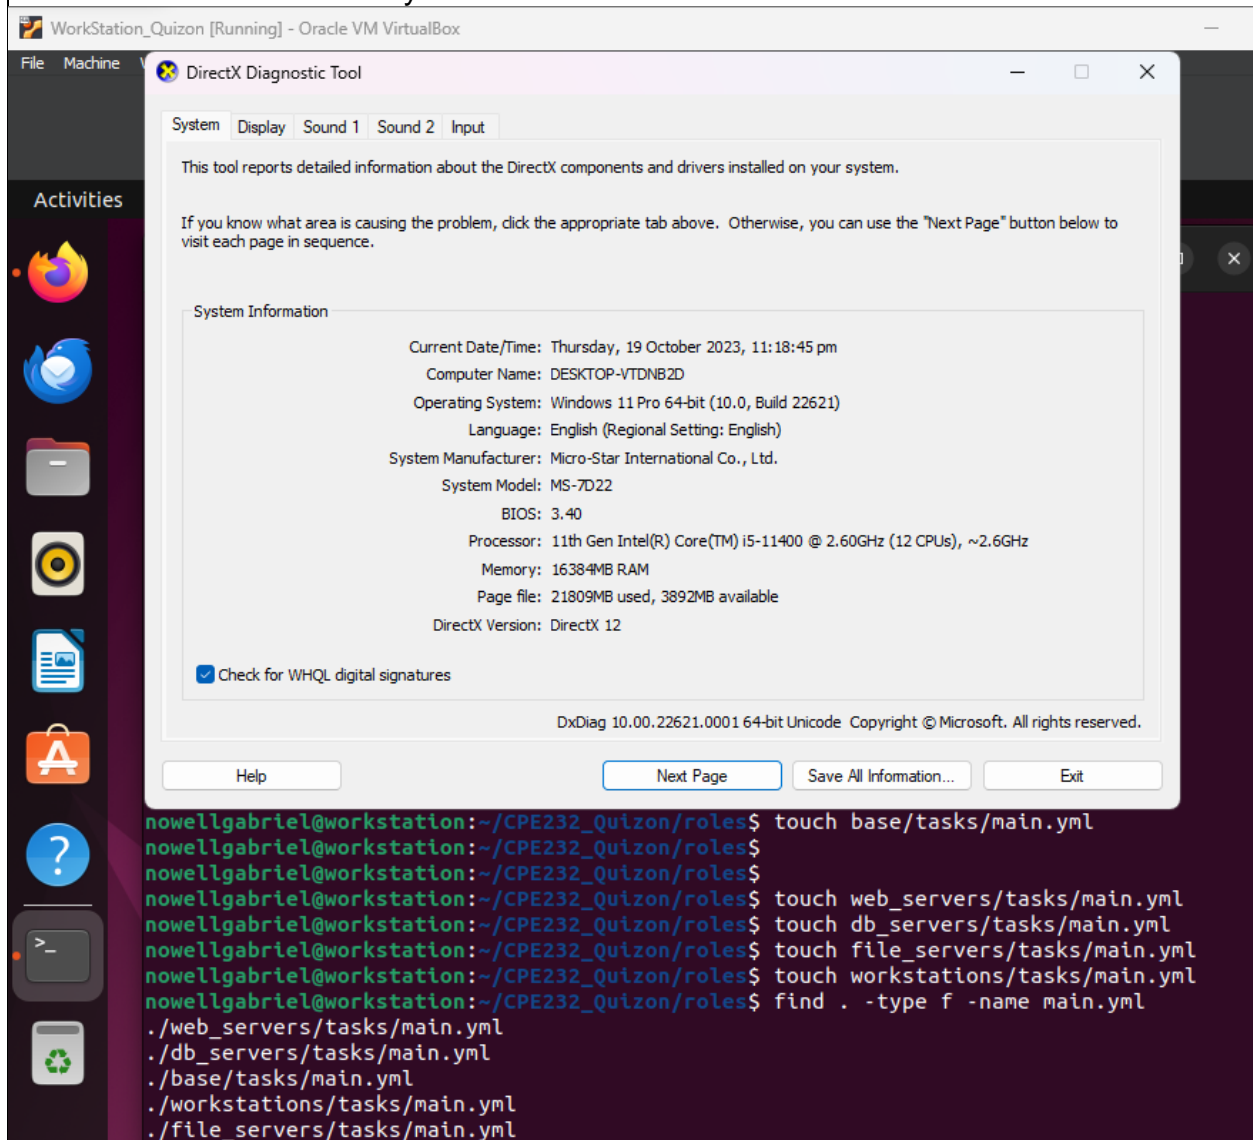 WorkStation_Quizon [Running] - Oracle VM VirtualBox
File Machine
DirectX Diagnostic Tool
System Display Sound 1 Sound 2 Input
This tool reports detailed information about the DirectX components and drivers installed on your system.
If you know what area is causing the problem, click the appropriate tab above. Otherwise, you can use the "Next Page" button below to
visit each page in sequence.
Activities
System Information
Current Date/Time: Thursday, 19 October 2023, 11:18:45 pm
Computer Name: DESKTOP-VTDNB2D
Operating System: Windows 11 Pro 64-bit (10.0, Build 22621)
Language: English (Regional Setting: English)
System Manufacturer: Micro-Star International Co., Ltd.
System Model: MS-7D22
BIOS: 3.40
Processor: 11th Gen Intel(R) Core(TM) i5-11400 @ 2.60GHz (12 CPUs), ~2.6GHz
Memory: 16384MB RAM
Page file: 21809MB used, 3892MB available
DirectX Version: DirectX 12
Check for WHQL digital signatures
DxDiag 10.00.22621.0001 64-bit Unicode Copyright © Microsoft. All rights reserved.
Help Next Page Save All Information... Exit
nowellgabriel@workstation:~/CPE232_Quizon/roles$ touch base/tasks/main.yml
nowellgabriel@workstation:~/CPE232_Quizon/roles$
nowellgabriel@workstation:~/CPE232_Quizon/roles$
nowellgabriel@workstation:~/CPE232_Quizon/roles$ touch web_servers/tasks/main.yml
nowellgabriel@workstation:~/CPE232_Quizon/roles$ touch db_servers/tasks/main.yml
nowellgabriel@workstation:~/CPE232_Quizon/roles$ touch file_servers/tasks/main.yml
nowellgabriel@workstation:~/CPE232_Quizon/roles$ touch workstations/tasks/main.yml
nowellgabriel@workstation:~/CPE232_Quizon/roles$ find . -type f -name main.yml
./web_servers/tasks/main.yml
./db_servers/tasks/main.yml
./base/tasks/main.yml
./workstations/tasks/main.yml
./file_servers/tasks/main.yml